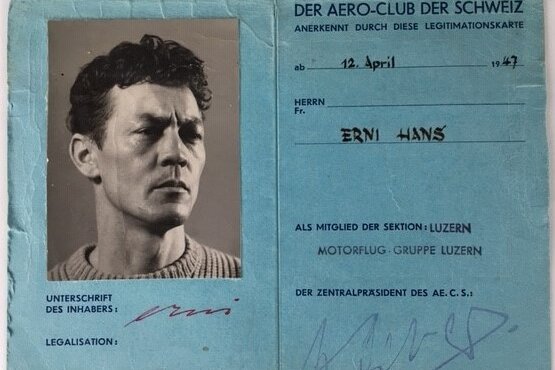 DER AERO-CLUB DER SCHWEIZ
ANERKENNT DURCH DIESE LEGITIMATIONSKARTE
ab 12. April 1947
HERRN
Fr.
ERNI HANS
ALS MITGLIED DER SEKTION: LUZERN
MOTORFLUG-GRUPPE LUZERN
DER ZENTRALPRÄSIDENT DES AE.C.S:
UNTERSCHRIFT
DES INHABERS: erni
LEGALISATION: